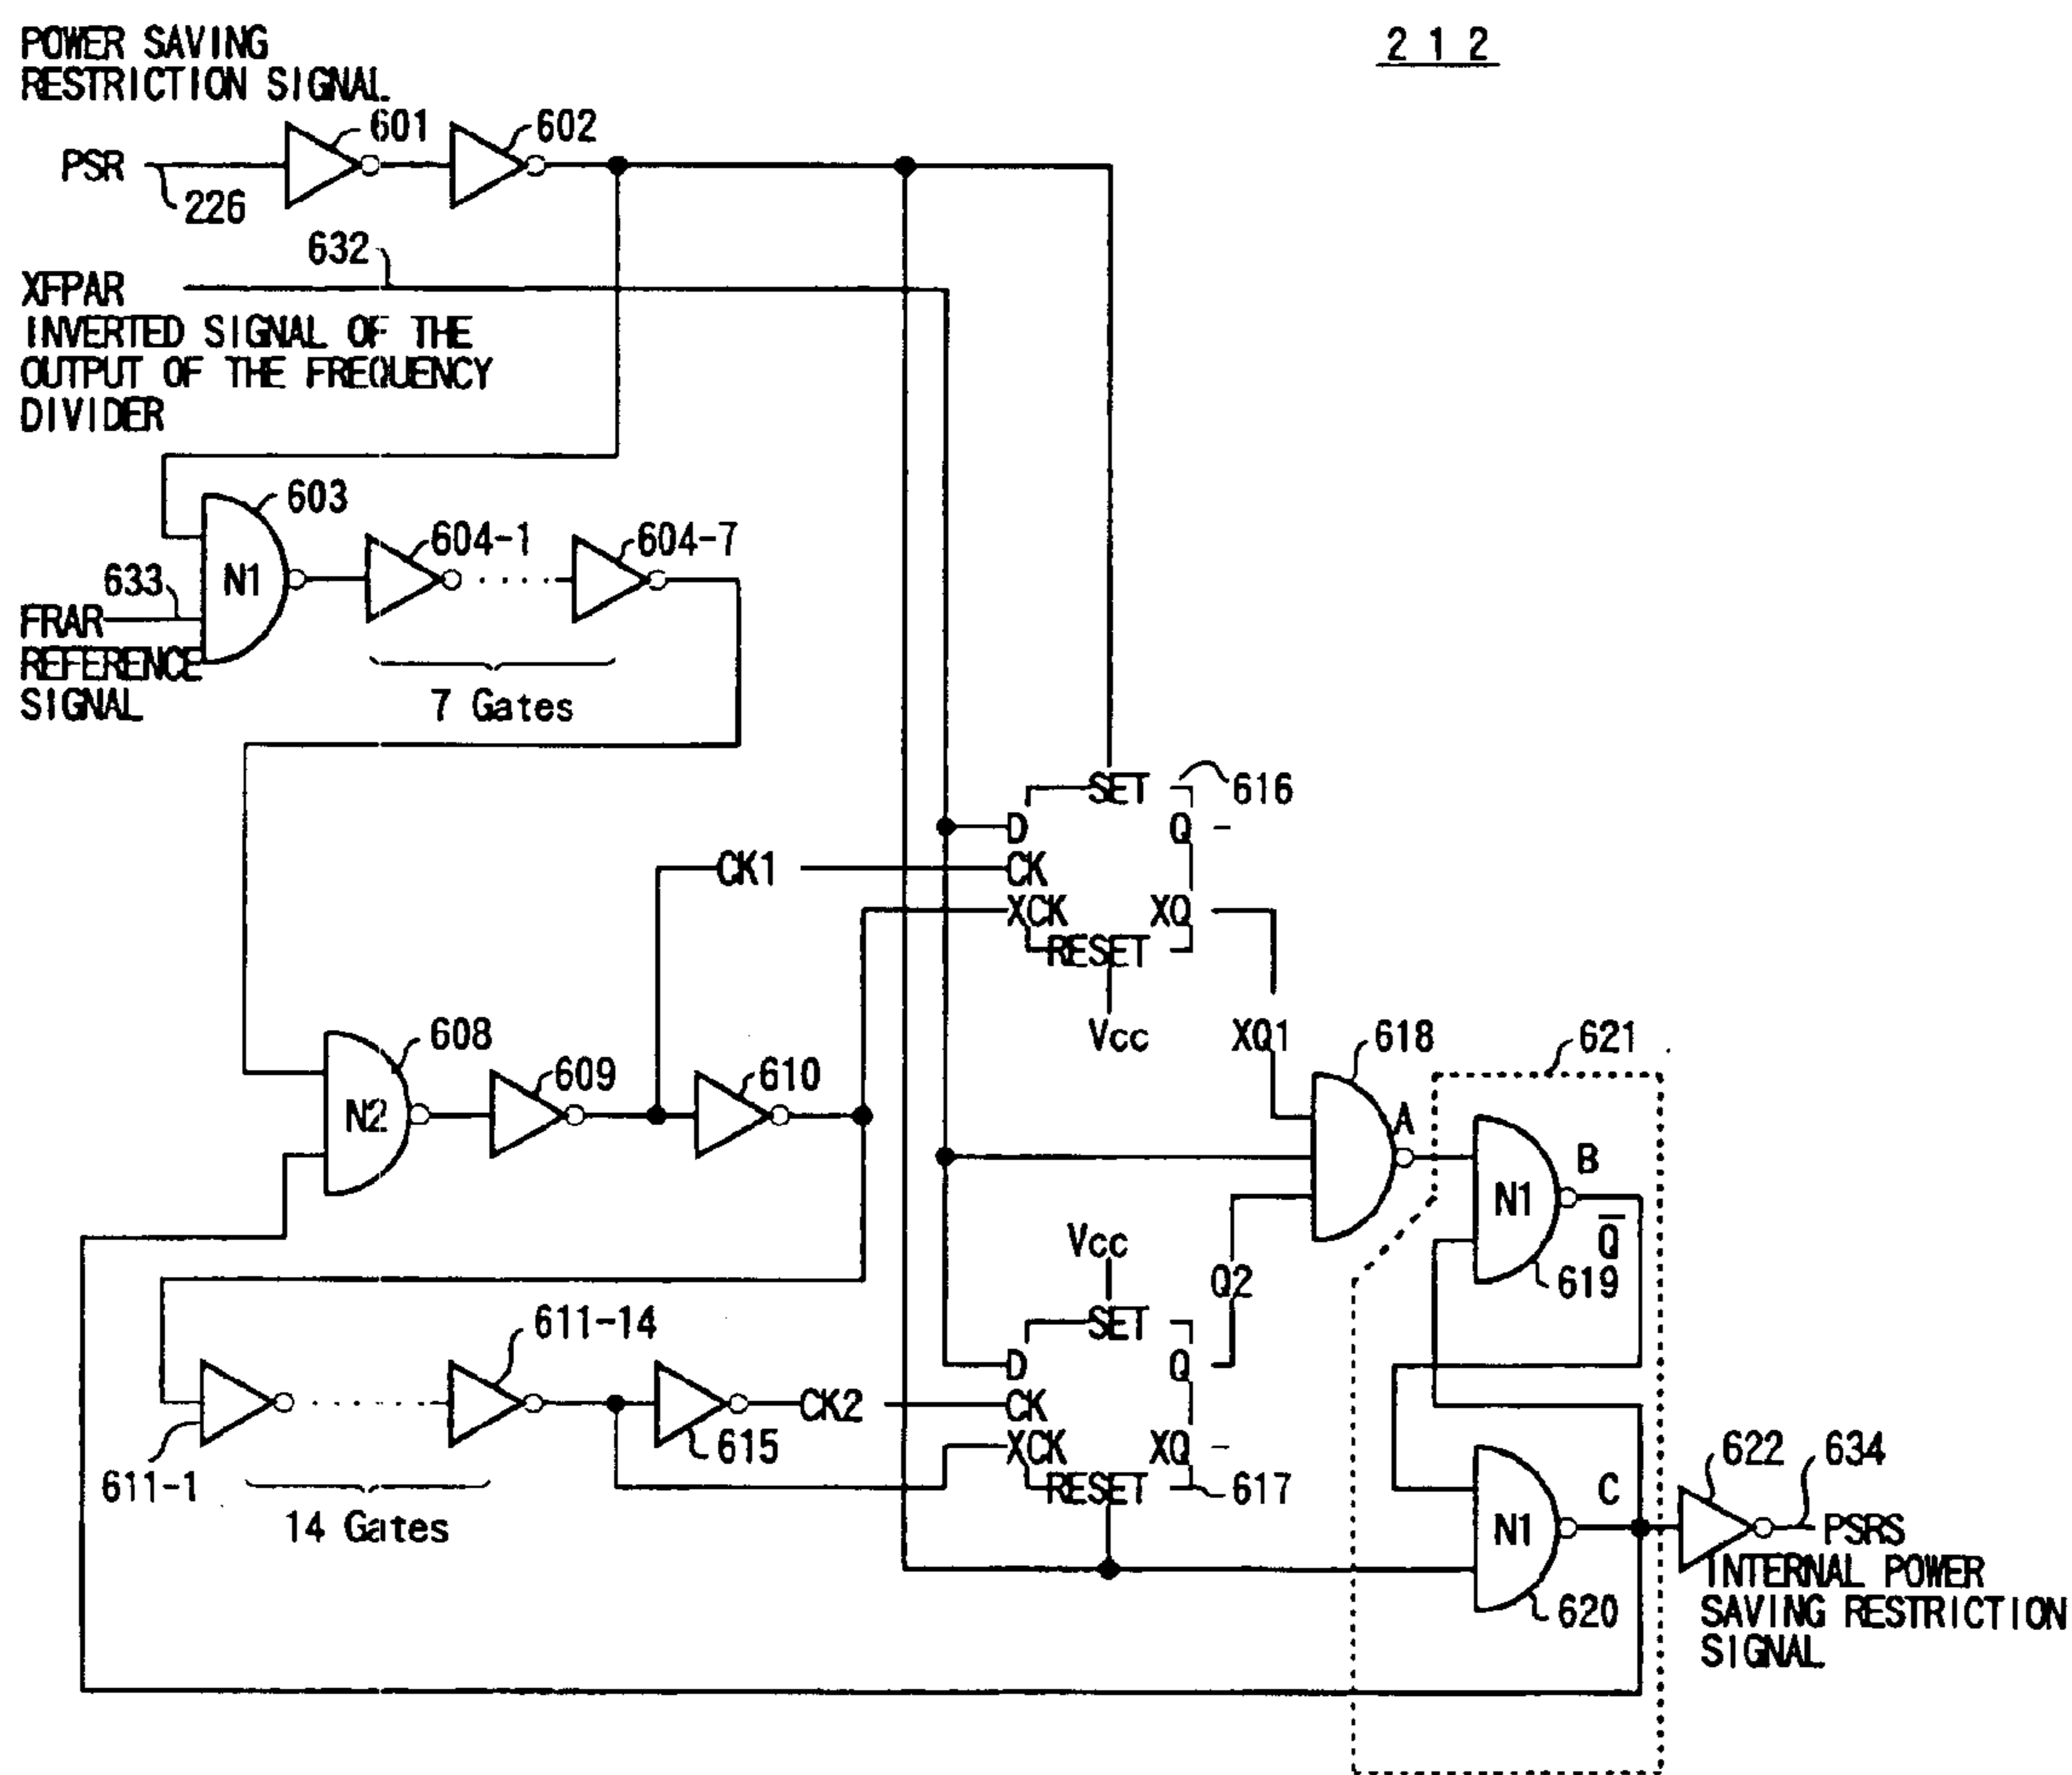 POWER SAVING
RESTRICTION SIGNAL
2 1 2
601
602
PSR
226
632
XFPAR
INVERTED SIGNAL OF THE
OUTPUT OF THE FREQUENCY
DIVIDER
603
604-1
604-7
N1
633
FRAR
REFERENCE
SIGNAL
7 Gates
SET
616
D
Q
CK1
CK
XCK
XQ
RESET
Vcc
XQ1
618
621
608
609
610
N2
A
B
N1
Q
619
Vcc
Q2
611-14
SET
D
Q
CK2
CK
615
XCK
XQ
611-1
RESET
617
14 Gates
C
622
634
N1
PSRS
INTERNAL POWER
SAVING RESTRICTION
SIGNAL
620